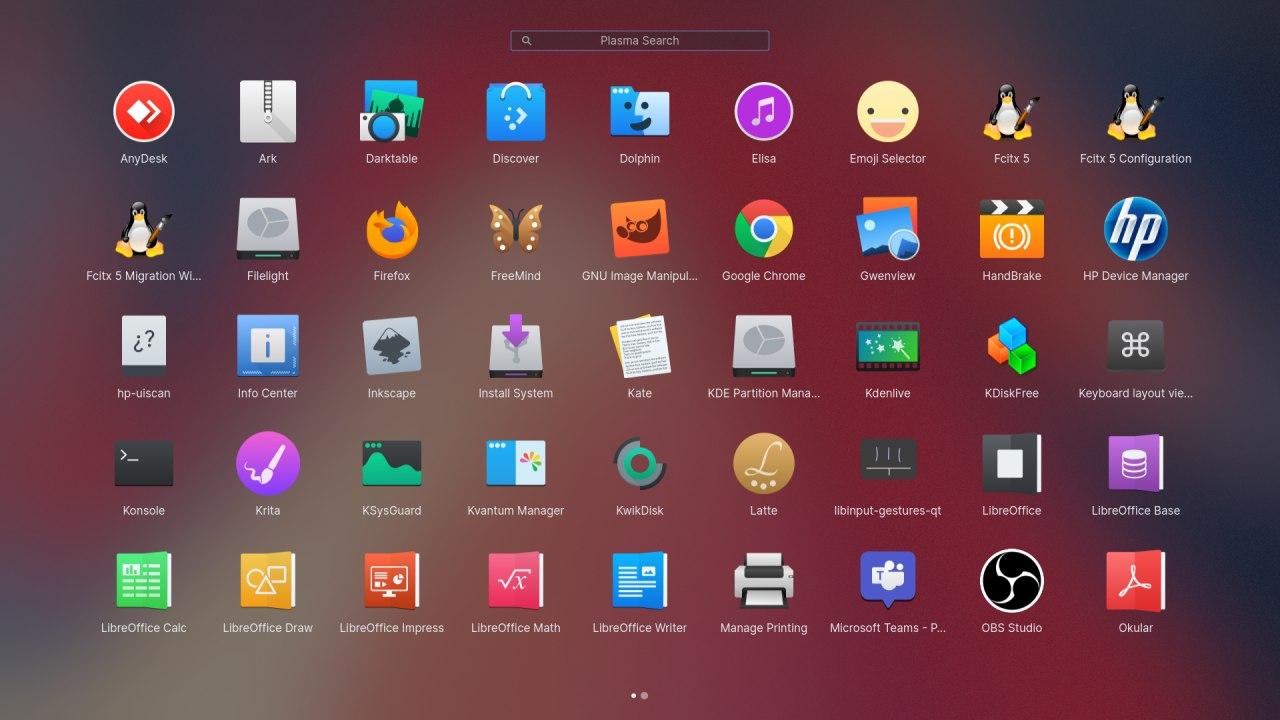 Plasma Search
AnyDesk
Ark
Darktable
Discover
Dolphin
Elisa
Emoji Selector
Fcitx 5
Fcitx 5 Configuration
Fcitx 5 Migration Wi...
Filelight
Firefox
FreeMind
GNU Image Manipul...
Google Chrome
Gwenview
HandBrake
hp
HP Device Manager
¿?
hp-uiscan
Info Center
Inkscape
Install System
Kate
KDE Partition Mana...
Kdenlive
KDiskFree
Keyboard layout vie...
Konsole
Krita
KSysGuard
Kvantum Manager
KwikDisk
L
Latte
libinput-gestures-qt
LibreOffice
LibreOffice Base
LibreOffice Calc
LibreOffice Draw
LibreOffice Impress
√x
LibreOffice Math
LibreOffice Writer
Manage Printing
T
Microsoft Teams - P...
OBS Studio
Okular